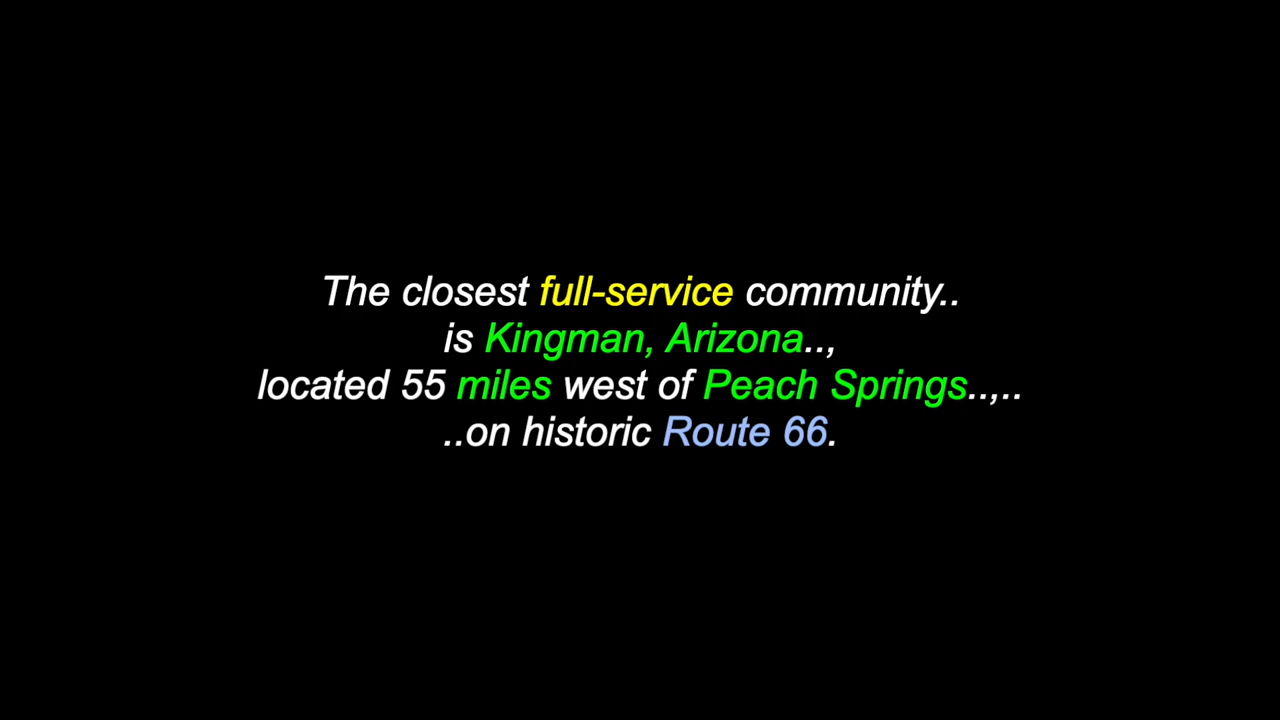 The closest full-service community..
is Kingman, Arizona..,
located 55 miles west of Peach Springs..,..
..on historic Route 66.